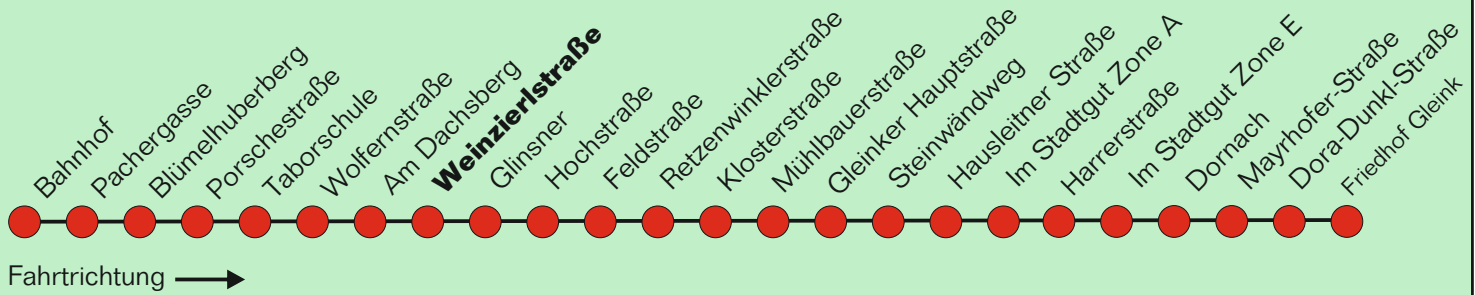 Bahnhof
Pachergasse
Blümelhuberberg
Porschestraße
Taborschule
Wolfernstraße
Am Dachsberg
Weinzierlstraße
Glinsner
Hochstraße
Feldstraße
Retzenwinklerstraße
Klosterstraße
Mühlbauerstraße
Gleinker Hauptstraße
Steinwändweg
Hausleitner Straße
Im Stadtgut Zone A
Harrerstraße
Im Stadtgut Zone E
Dornach
Mayrhofer-Straße
Dora-Dunkl-Straße
Friedhof Gleink
Fahrtrichtung